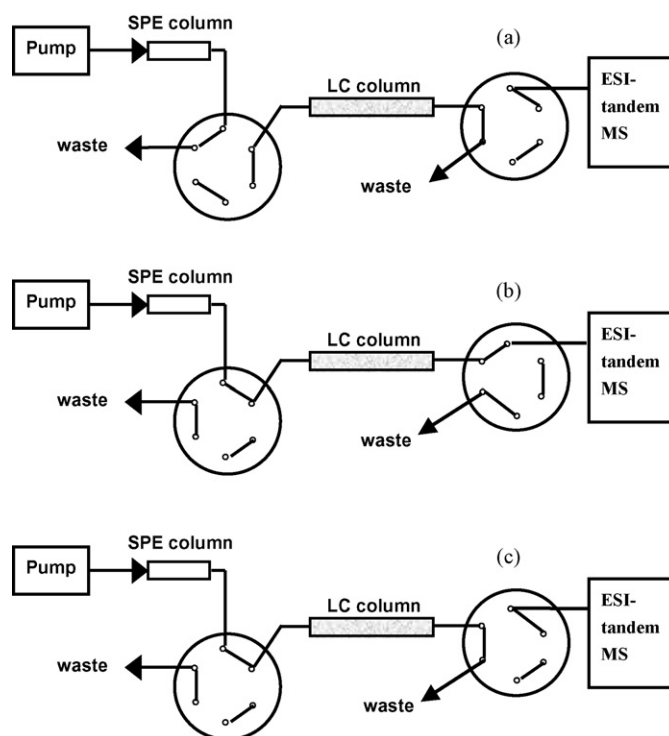 SPE column
Pump
(a)
LC column
ESI-
tandem
MS
waste
waste
SPE column
Pump
(b)
LC column
ESI-
tandem
MS
waste
waste
SPE column
Pump
(c)
LC column
ESI-
tandem
MS
waste
waste